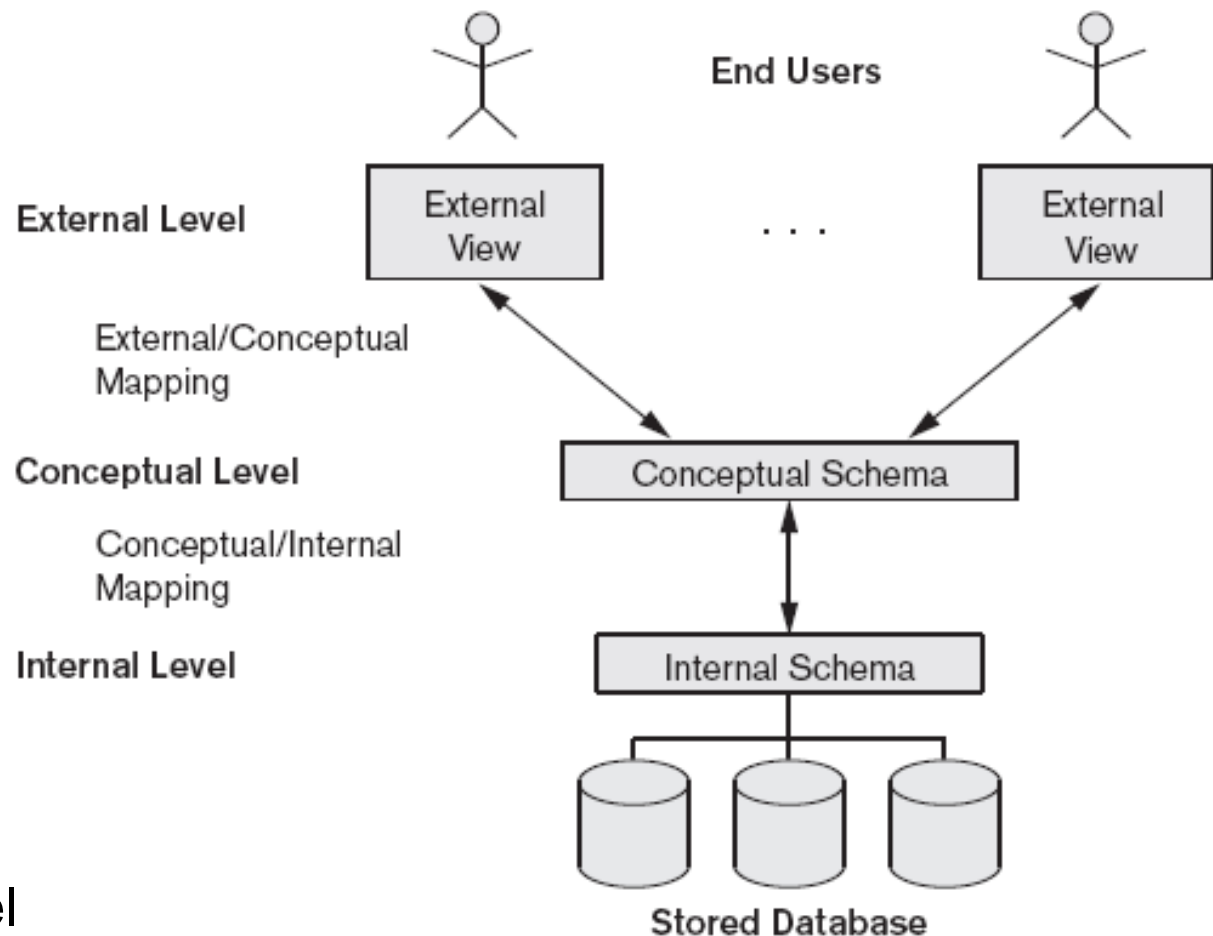 End Users
External Level
External
View
. . .
External
View
External/Conceptual
Mapping
Conceptual Level
Conceptual Schema
Conceptual/Internal
Mapping
Internal Level
Internal Schema
el
Stored Database